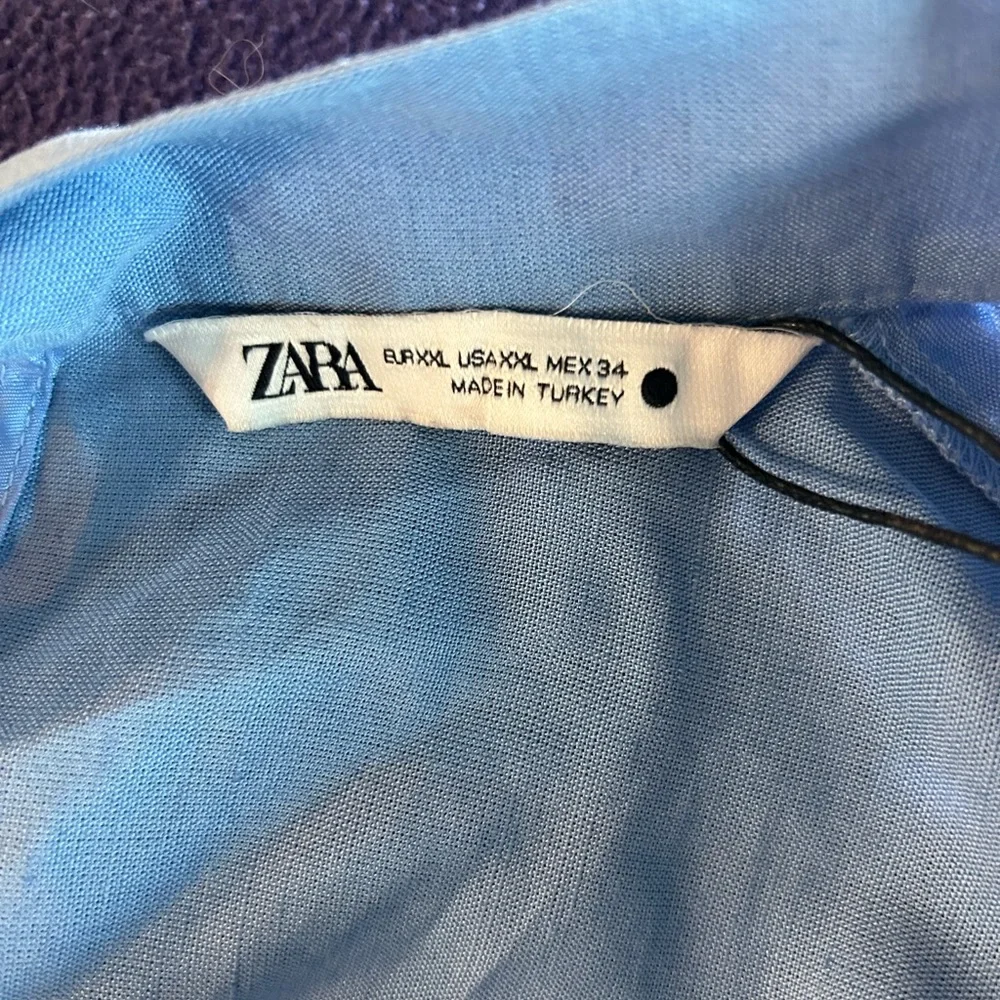 ZARA EUR XXL USA XXL MEX 34
MADE IN TURKEY